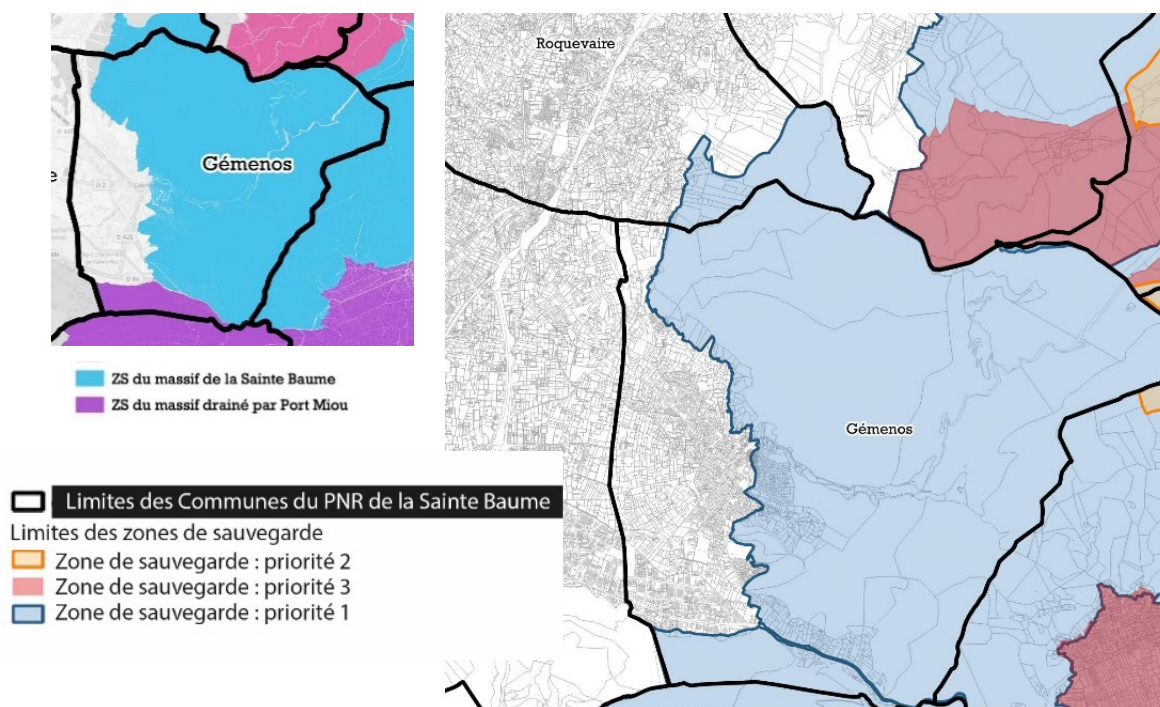 Gémenos
ZS du massif de la Sainte Baume
ZS du massif drainé par Port Miou
Limites des Communes du PNR de la Sainte Baume
Limites des zones de sauvegarde
Zone de sauvegarde : priorité 2
Zone de sauvegarde : priorité 3
Zone de sauvegarde : priorité 1
Roquevaire
Gémenos